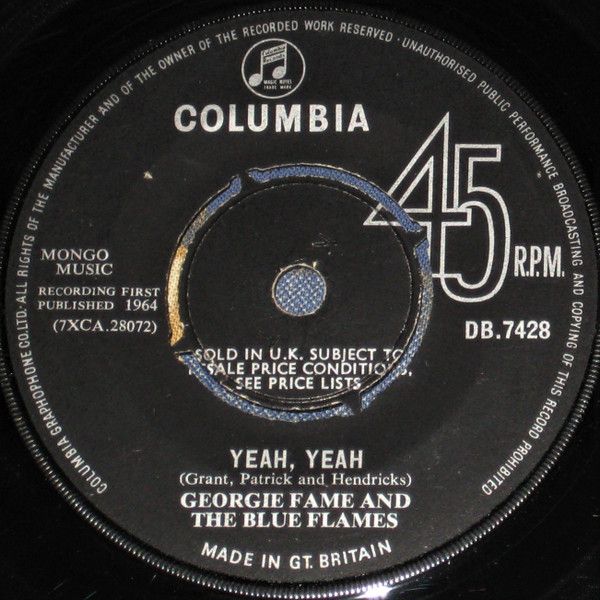 COLUMBIA GRAPHOPHONE CO. LTD. · ALL RIGHTS OF THE MANUFACTURER AND OF THE OWNER OF THE RECORDED WORK RESERVED · UNAUTHORISED PUBLIC PERFORMANCE BROADCASTING AND COPYING OF THIS RECORD PROHIBITED
MAGIC NOTES
TRADE MARK
COLUMBIA
45
R.P.M.
MONGO
MUSIC
RECORDING FIRST
PUBLISHED 1964
(7XCA.28072)
DB.7428
SOLD IN U.K. SUBJECT TO
SALE PRICE CONDITIONS,
SEE PRICE LISTS
YEAH, YEAH
(Grant, Patrick and Hendricks)
GEORGIE FAME AND
THE BLUE FLAMES
MADE IN GT. BRITAIN